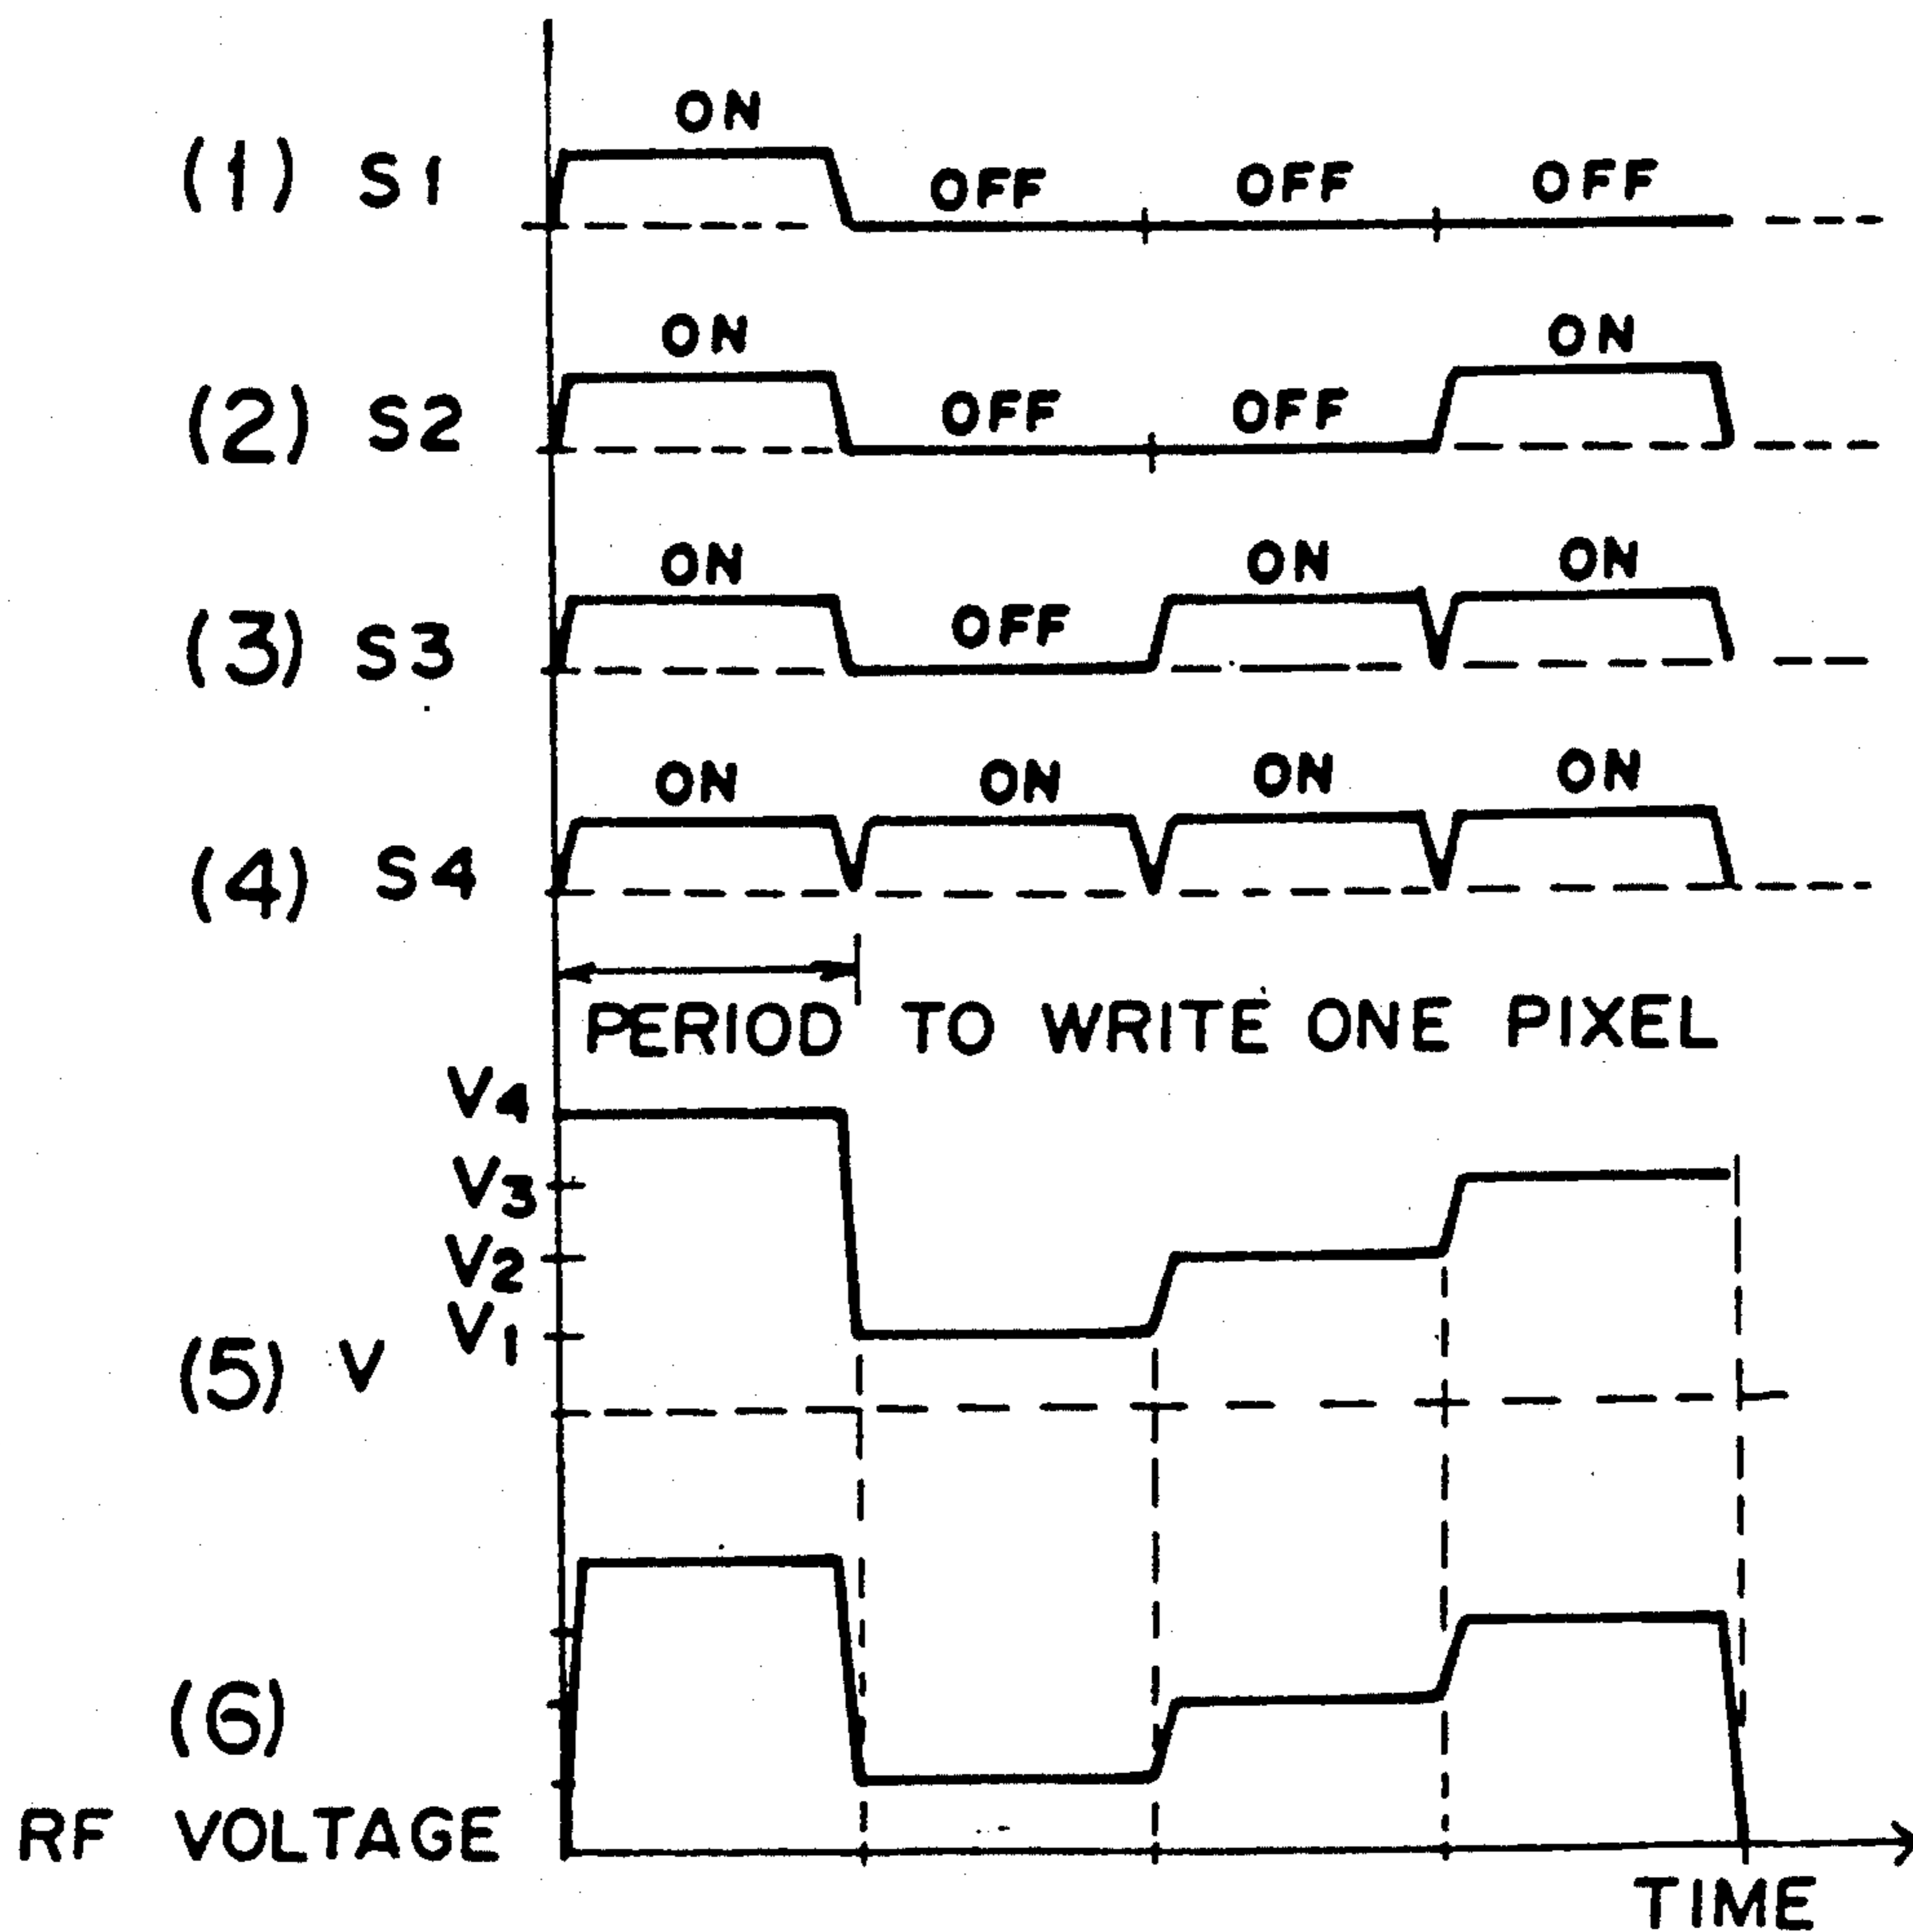 ON
(1) S1 OFF OFF OFF
ON ON
(2) S2 OFF OFF
ON ON ON
(3) S3 OFF
ON ON ON ON
(4) S4
PERIOD TO WRITE ONE PIXEL
V4
V3
V2
V1
(5) V
(6)
RF VOLTAGE
TIME